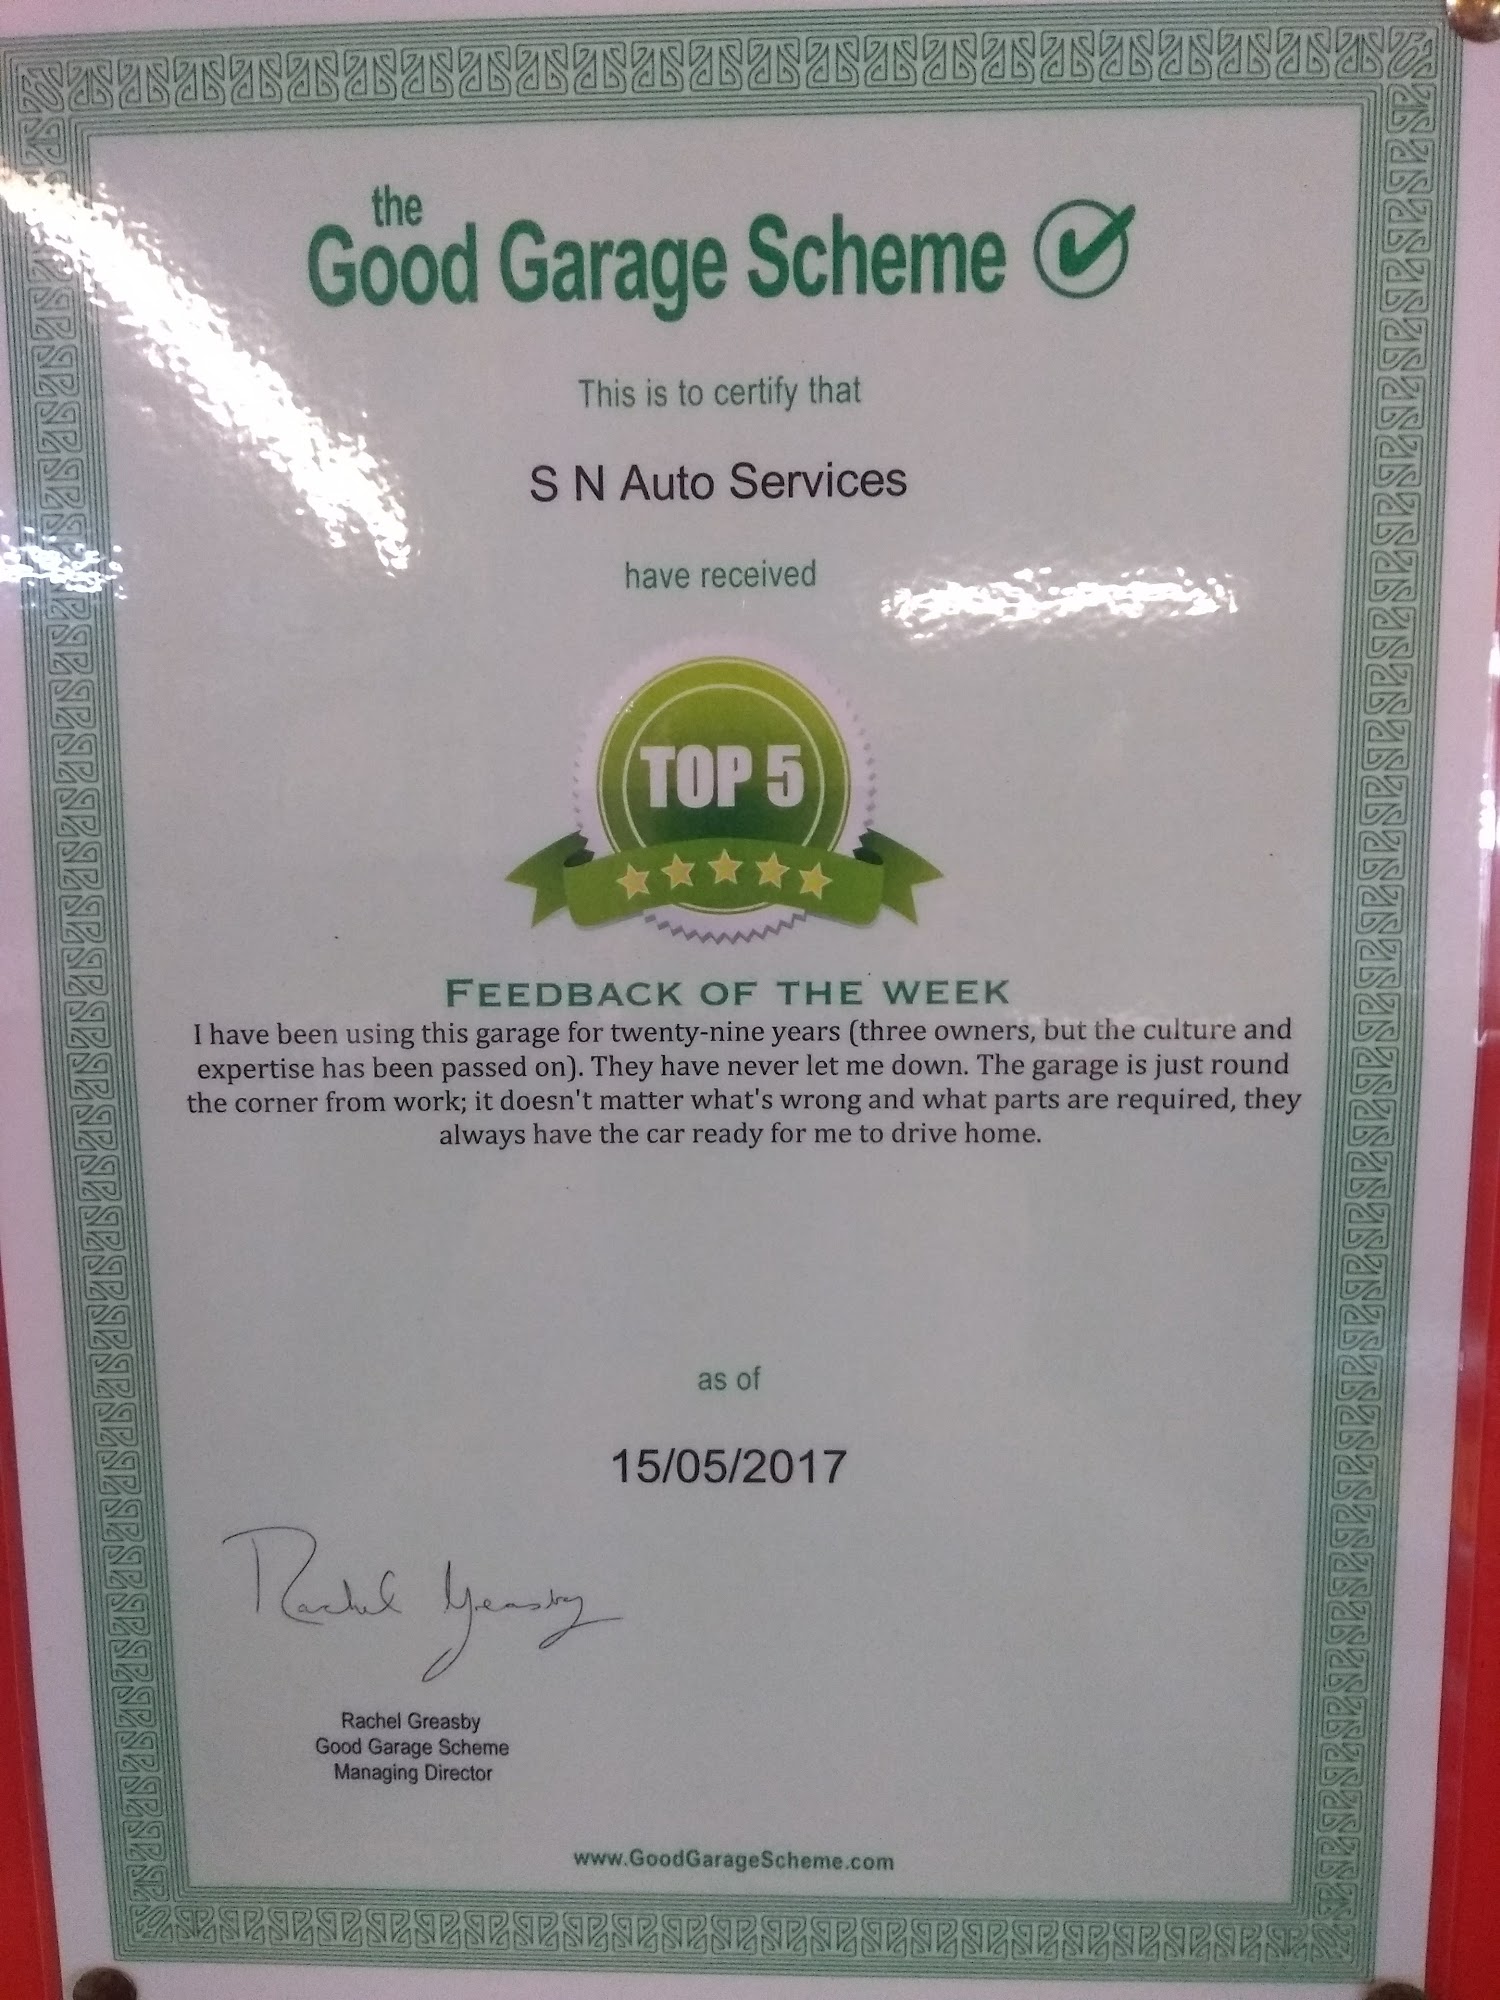 the
Good Garage Scheme
This is to certify that
S N Auto Services
have received
TOP 5
FEEDBACK OF THE WEEK
I have been using this garage for twenty-nine years (three owners, but the culture and
expertise has been passed on). They have never let me down. The garage is just round
the corner from work; it doesn't matter what's wrong and what parts are required, they
always have the car ready for me to drive home.
as of
15/05/2017
Rachel Greasby
Rachel Greasby
Good Garage Scheme
Managing Director
www.GoodGarageScheme.com